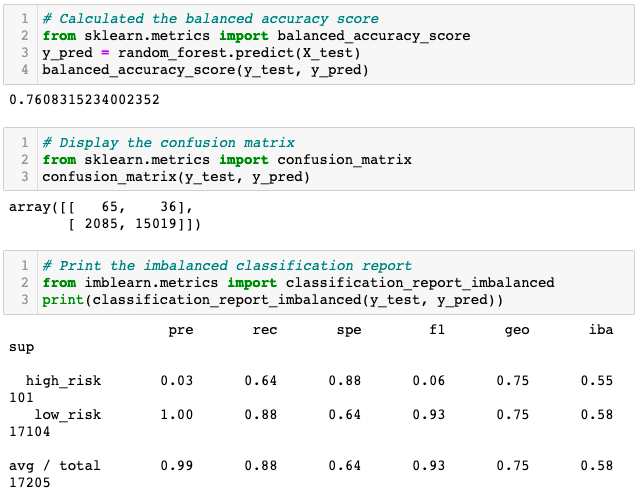 1 # Calculated the balanced accuracy score
2 from sklearn.metrics import balanced_accuracy_score
3 y_pred = random_forest.predict(X_test)
4 balanced_accuracy_score(y_test, y_pred)
0.7608315234002352
1 # Display the confusion matrix
2 from sklearn.metrics import confusion_matrix
3 confusion_matrix(y_test, y_pred)
array([[   65,    36],
       [ 2085, 15019]])
1 # Print the imbalanced classification report
2 from imblearn.metrics import classification_report_imbalanced
3 print(classification_report_imbalanced(y_test, y_pred))
                   pre       rec       spe        f1       geo       iba
sup
  high_risk       0.03      0.64      0.88      0.06      0.75      0.55
101
   low_risk       1.00      0.88      0.64      0.93      0.75      0.58
17104
avg / total       0.99      0.88      0.64      0.93      0.75      0.58
17205